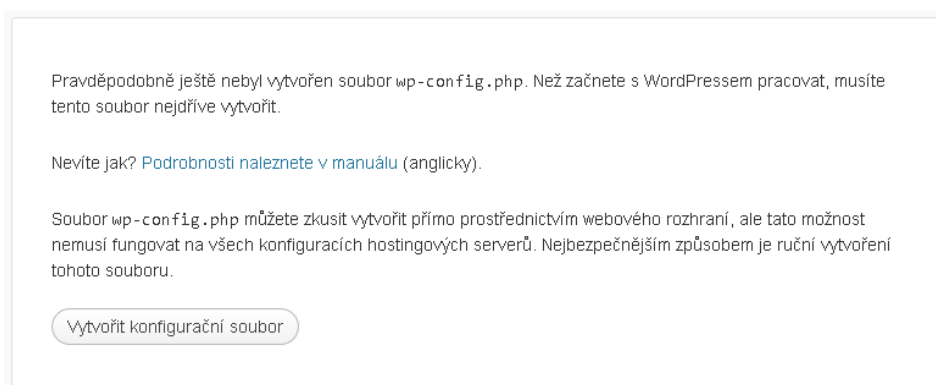 Pravděpodobně ještě nebyl vytvořen soubor wp-config.php. Než začnete s WordPressem pracovat, musíte
tento soubor nejdříve vytvořit.
Nevíte jak? Podrobnosti naleznete v manuálu (anglicky).
Soubor wp-config.php můžete zkusit vytvořit přímo prostřednictvím webového rozhraní, ale tato možnost
nemusí fungovat na všech konfiguracích hostingových serverů. Nejbezpečnějším způsobem je ruční vytvoření
tohoto souboru.
Vytvořit konfigurační soubor